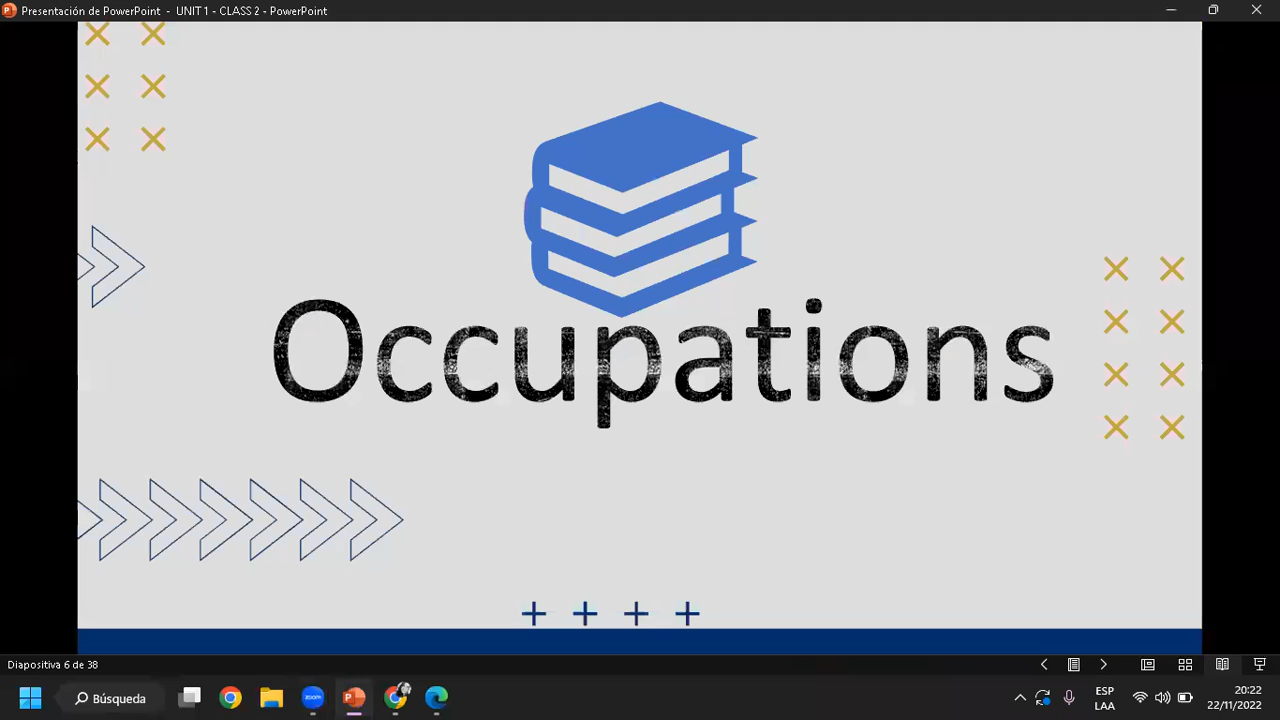 Presentación de PowerPoint - UNIT 1 - CLASS 2 - PowerPoint
Occupations
Diapositiva 6 de 38
Búsqueda
zoom
ESP
LAA
20:22
22/11/2022